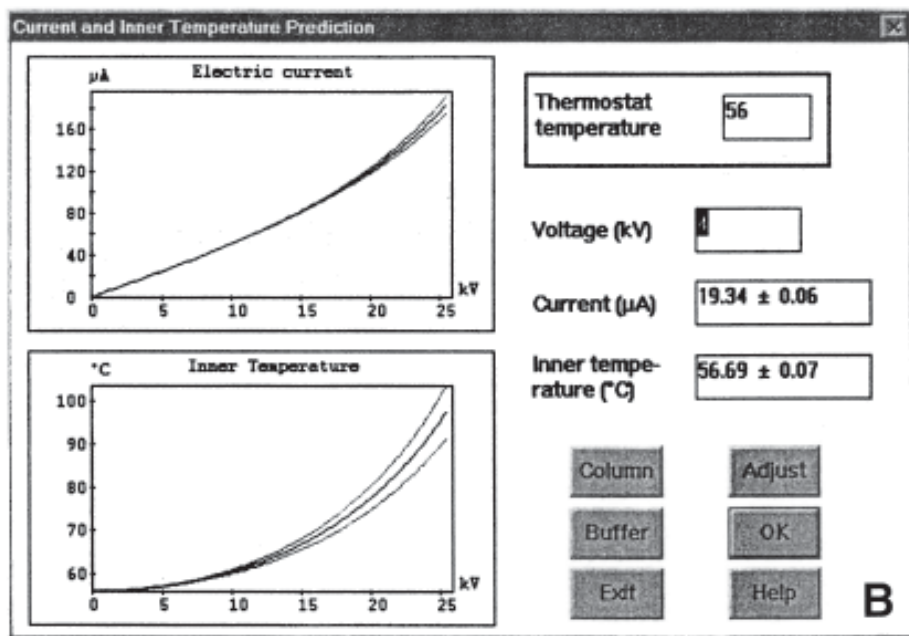 Current and Inner Temperature Prediction
Electric current
µA
160
120
80
40
0
0 5 10 15 20 25
kV
Inner Temperature
°C
100
90
80
70
60
0 5 10 15 20 25
kV
Thermostat
temperature
56
Voltage (kV)
4
Current (µA)
19.34 ± 0.06
Inner tempe-
rature (°C)
56.69 ± 0.07
Column
Adjust
Buffer
OK
Exit
Help
B